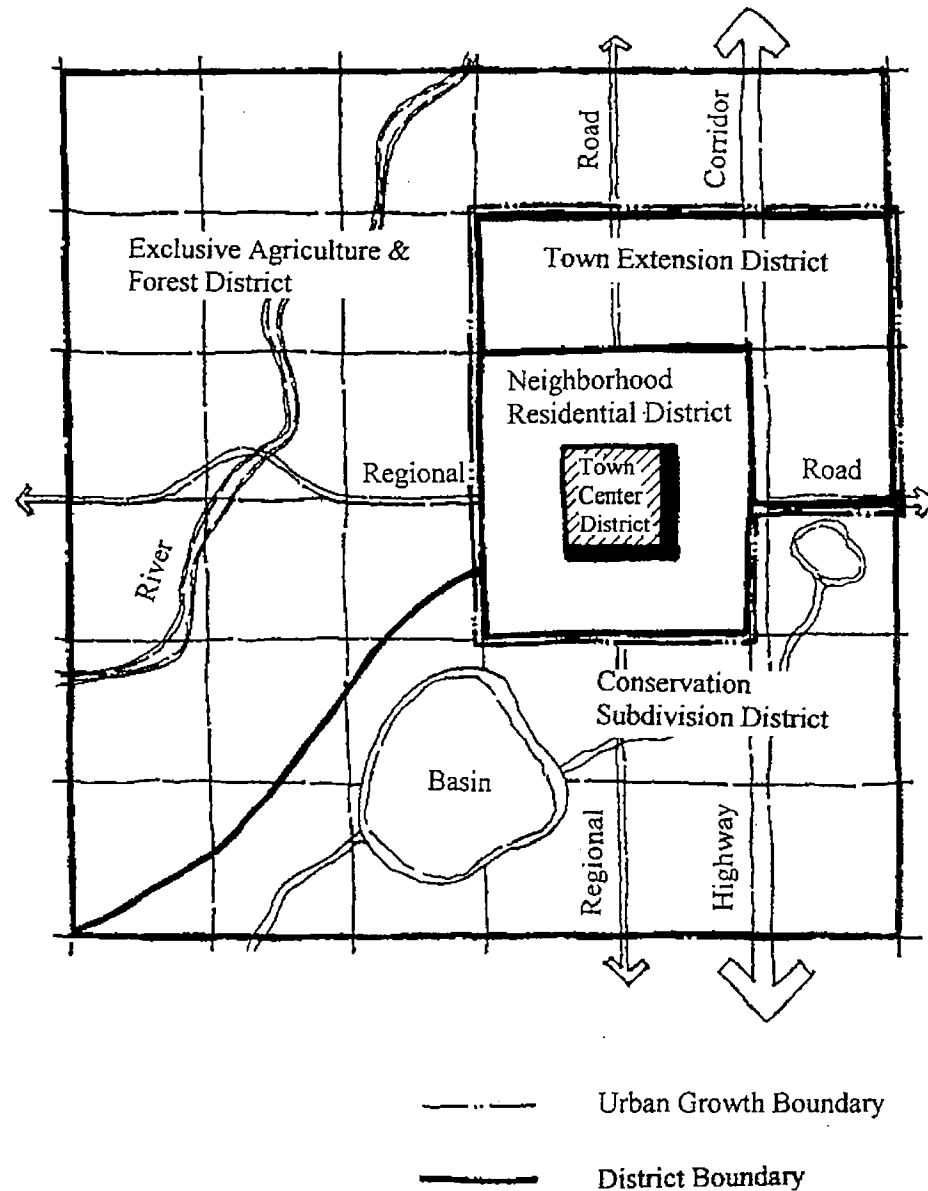 Road
Corridor
Exclusive Agriculture &
Forest District
Town Extension District
Neighborhood
Residential District
Regional
Town
Center
District
Road
River
Conservation
Subdivision District
Basin
Regional
Highway
Urban Growth Boundary
District Boundary